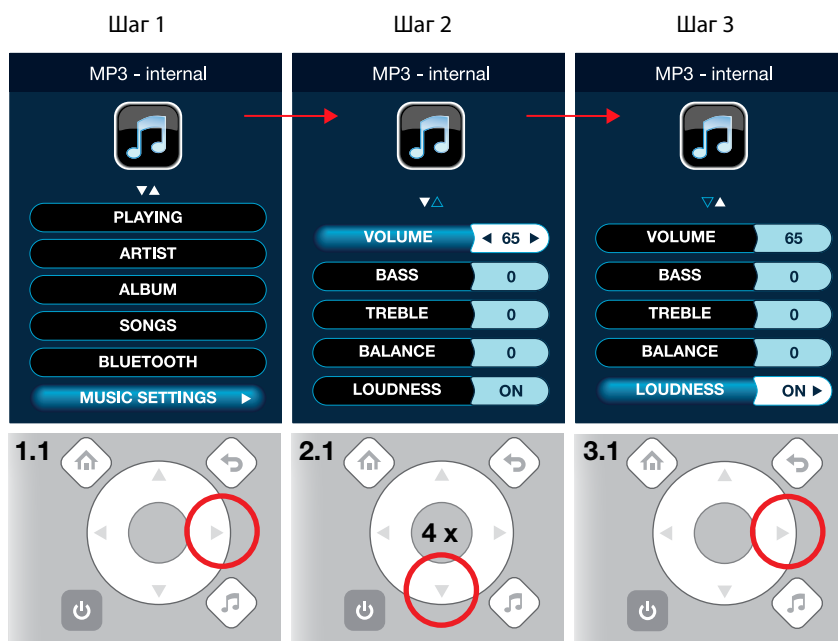 Шаг 1
Шаг 2
Шаг 3
MP3 - internal
PLAYING
ARTIST
ALBUM
SONGS
BLUETOOTH
MUSIC SETTINGS
MP3 - internal
VOLUME 65
BASS 0
TREBLE 0
BALANCE 0
LOUDNESS ON
MP3 - internal
VOLUME 65
BASS 0
TREBLE 0
BALANCE 0
LOUDNESS ON
1.1
2.1
4 x
3.1